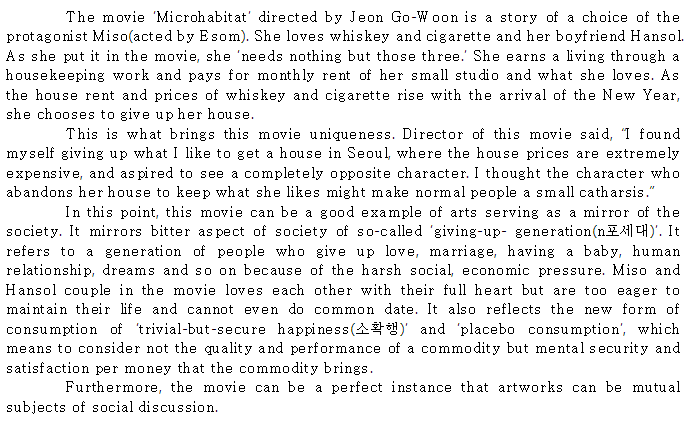 The movie 'Microhabitat' directed by Jeon Go-Woon is a story of a choice of the
protagonist Miso(acted by Esom). She loves whiskey and cigarette and her boyfriend Hansol.
As she put it in the movie, she 'needs nothing but those three.' She earns a living through a
housekeeping work and pays for monthly rent of her small studio and what she loves. As
the house rent and prices of whiskey and cigarette rise with the arrival of the New Year,
she chooses to give up her house.
This is what brings this movie uniqueness. Director of this movie said, "I found
myself giving up what I like to get a house in Seoul, where the house prices are extremely
expensive, and aspired to see a completely opposite character. I thought the character who
abandons her house to keep what she likes might make normal people a small catharsis."
In this point, this movie can be a good example of arts serving as a mirror of the
society. It mirrors bitter aspect of society of so-called 'giving-up- generation(n포세대)'. It
refers to a generation of people who give up love, marriage, having a baby, human
relationship, dreams and so on because of the harsh social, economic pressure. Miso and
Hansol couple in the movie loves each other with their full heart but are too eager to
maintain their life and cannot even do common date. It also reflects the new form of
consumption of 'trivial-but-secure happiness(소확행)' and 'placebo consumption', which
means to consider not the quality and performance of a commodity but mental security and
satisfaction per money that the commodity brings.
Furthermore, the movie can be a perfect instance that artworks can be mutual
subjects of social discussion.